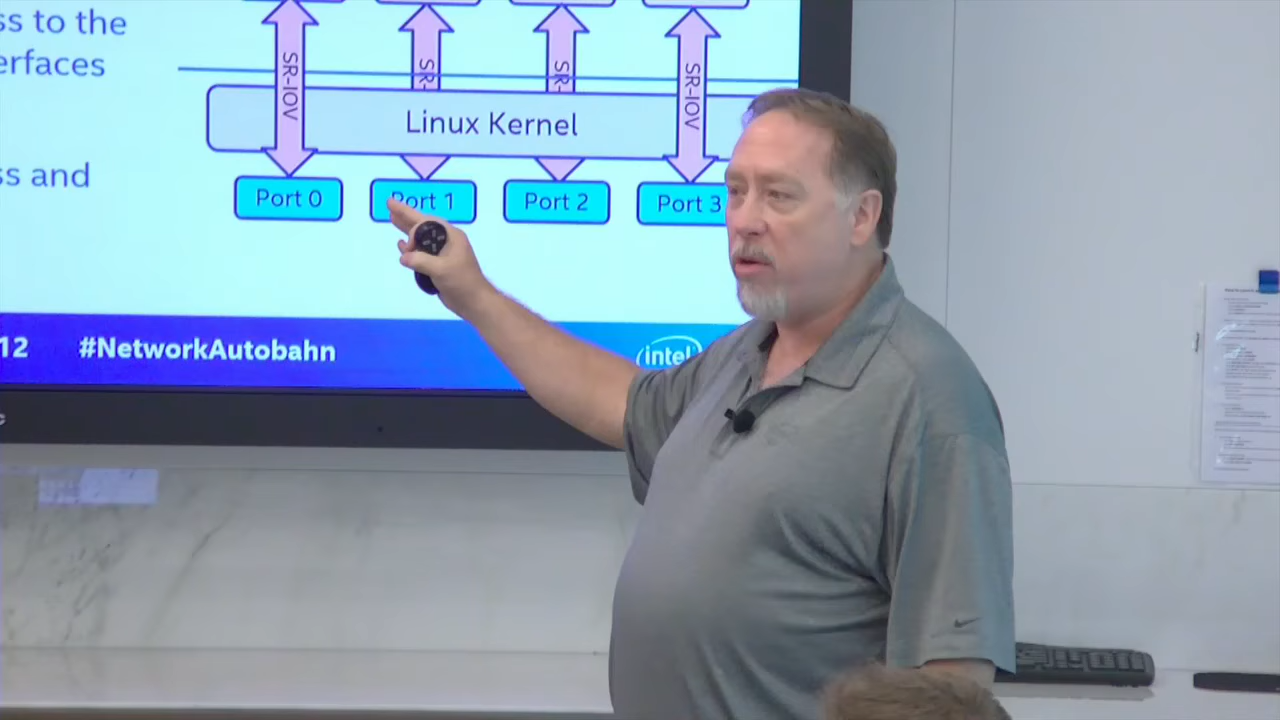 ss to the
erfaces
ss and
SR-IOV
SR-
SR-
SR-IOV
Linux Kernel
Port 0
Port 1
Port 2
Port 3
12
#NetworkAutobahn
intel